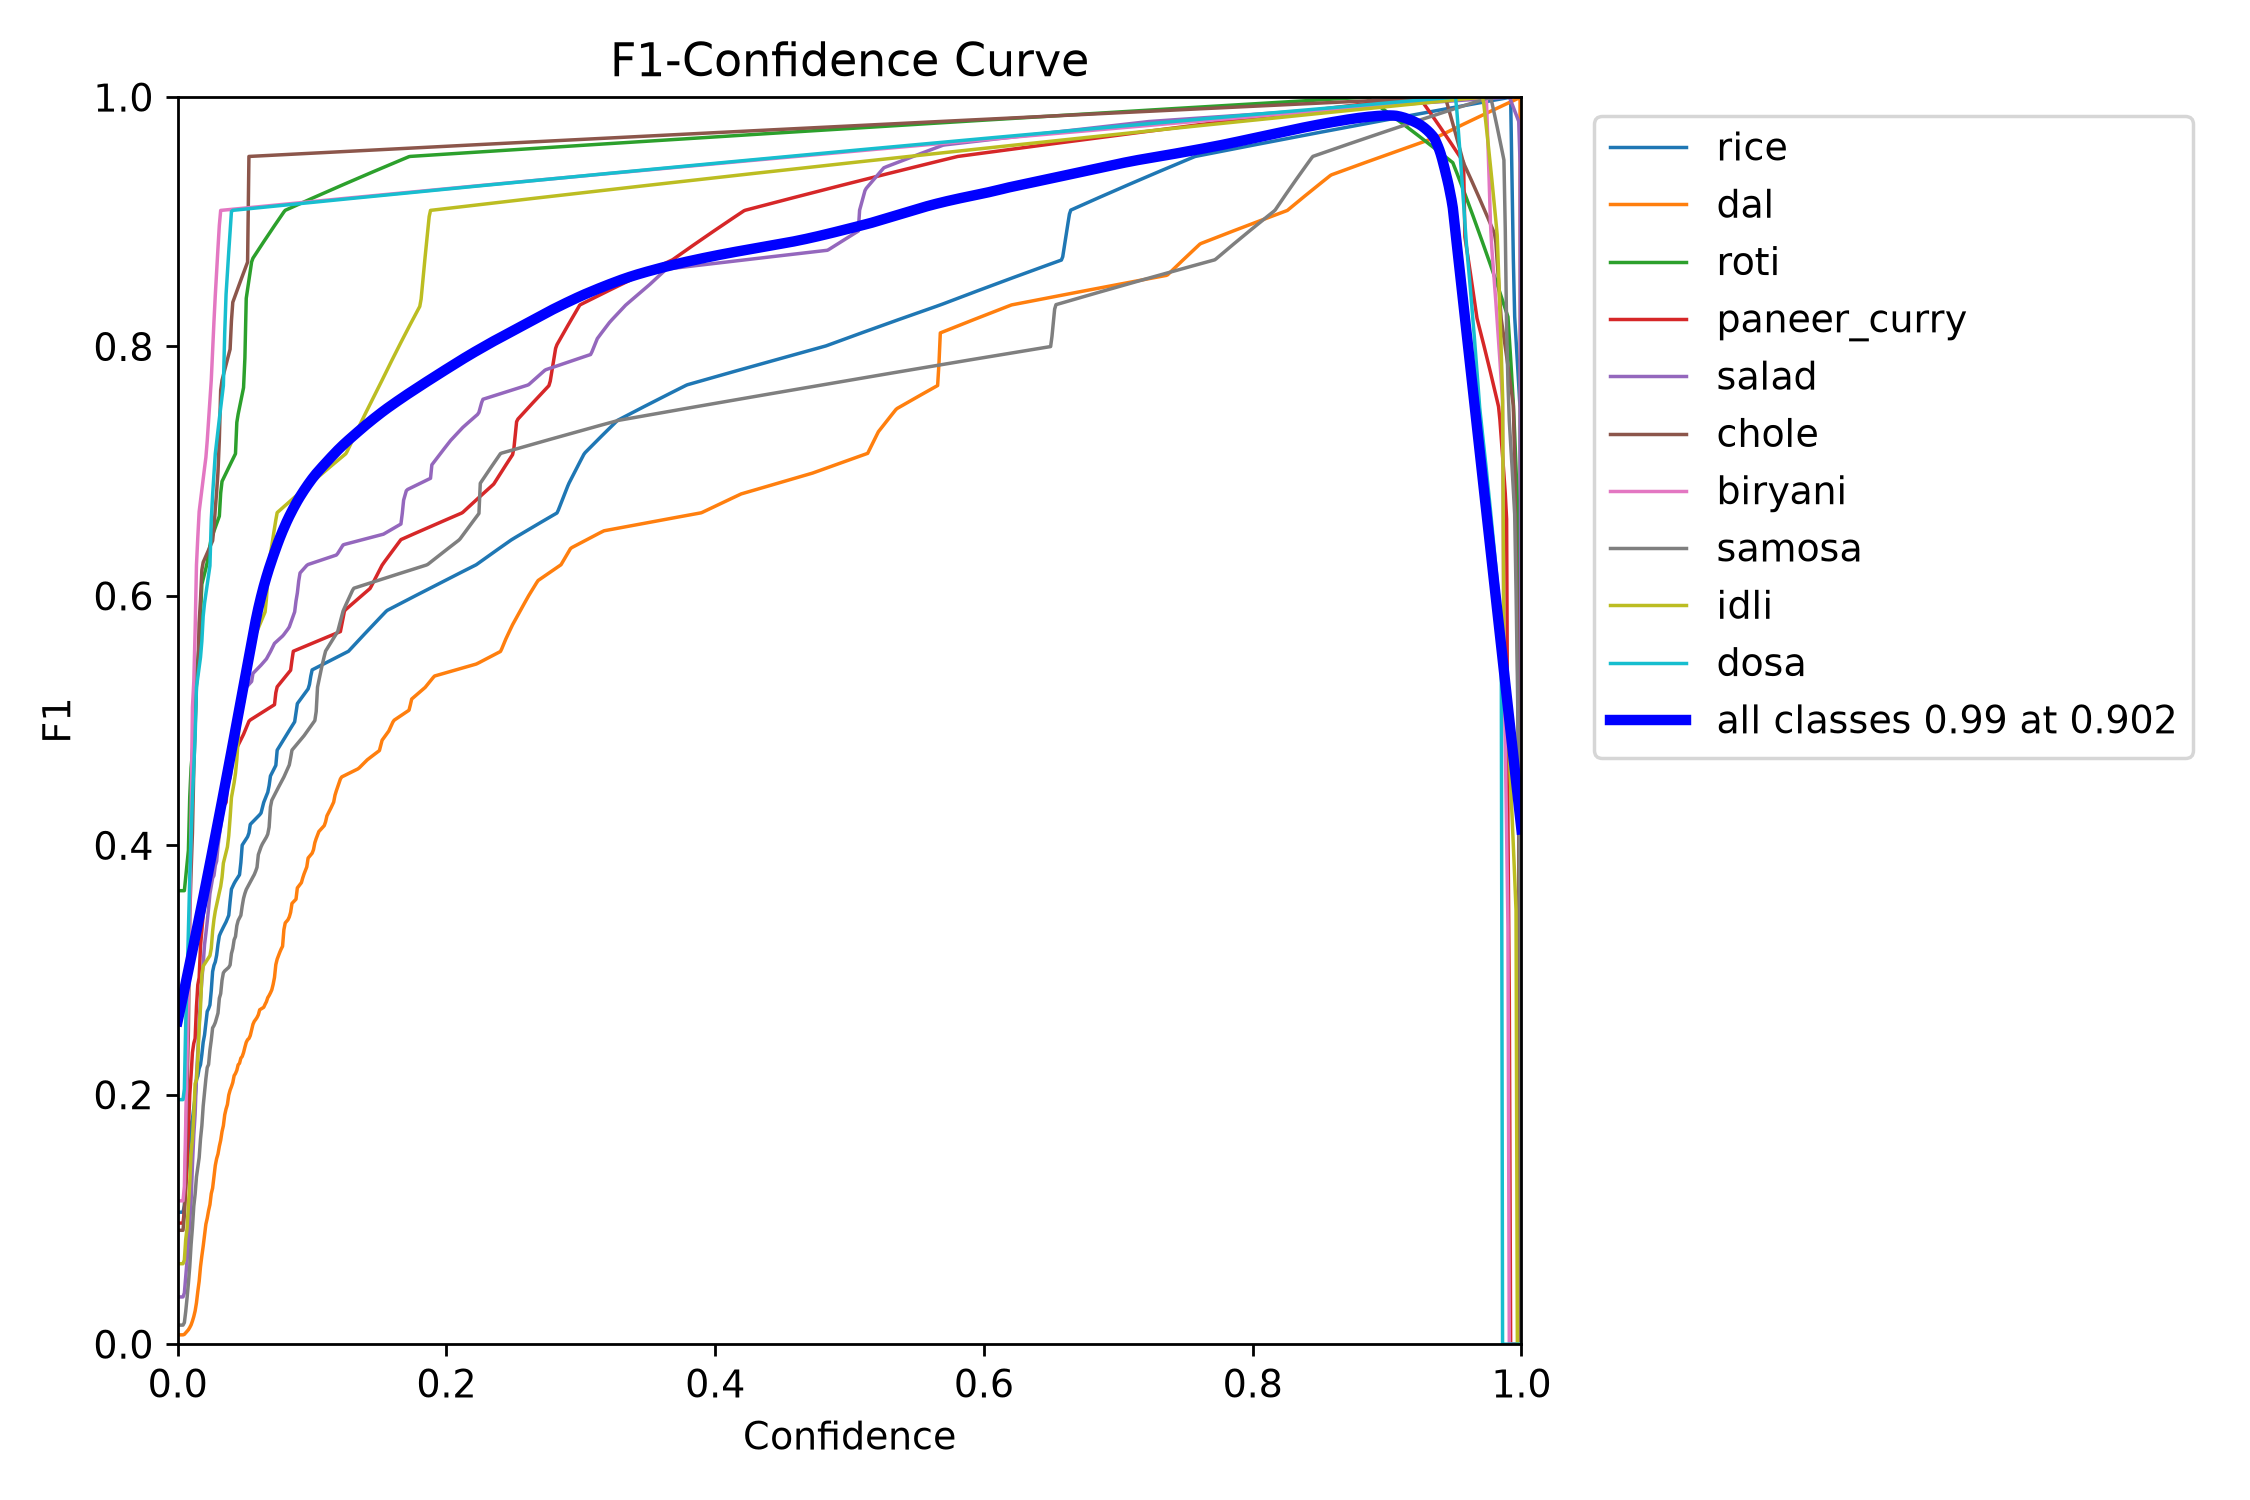 F1-Confidence Curve
1.0
0.8
0.6
0.4
0.2
0.0
F1
0.0 0.2 0.4 0.6 0.8 1.0
Confidence
rice
dal
roti
paneer_curry
salad
chole
biryani
samosa
idli
dosa
all classes 0.99 at 0.902